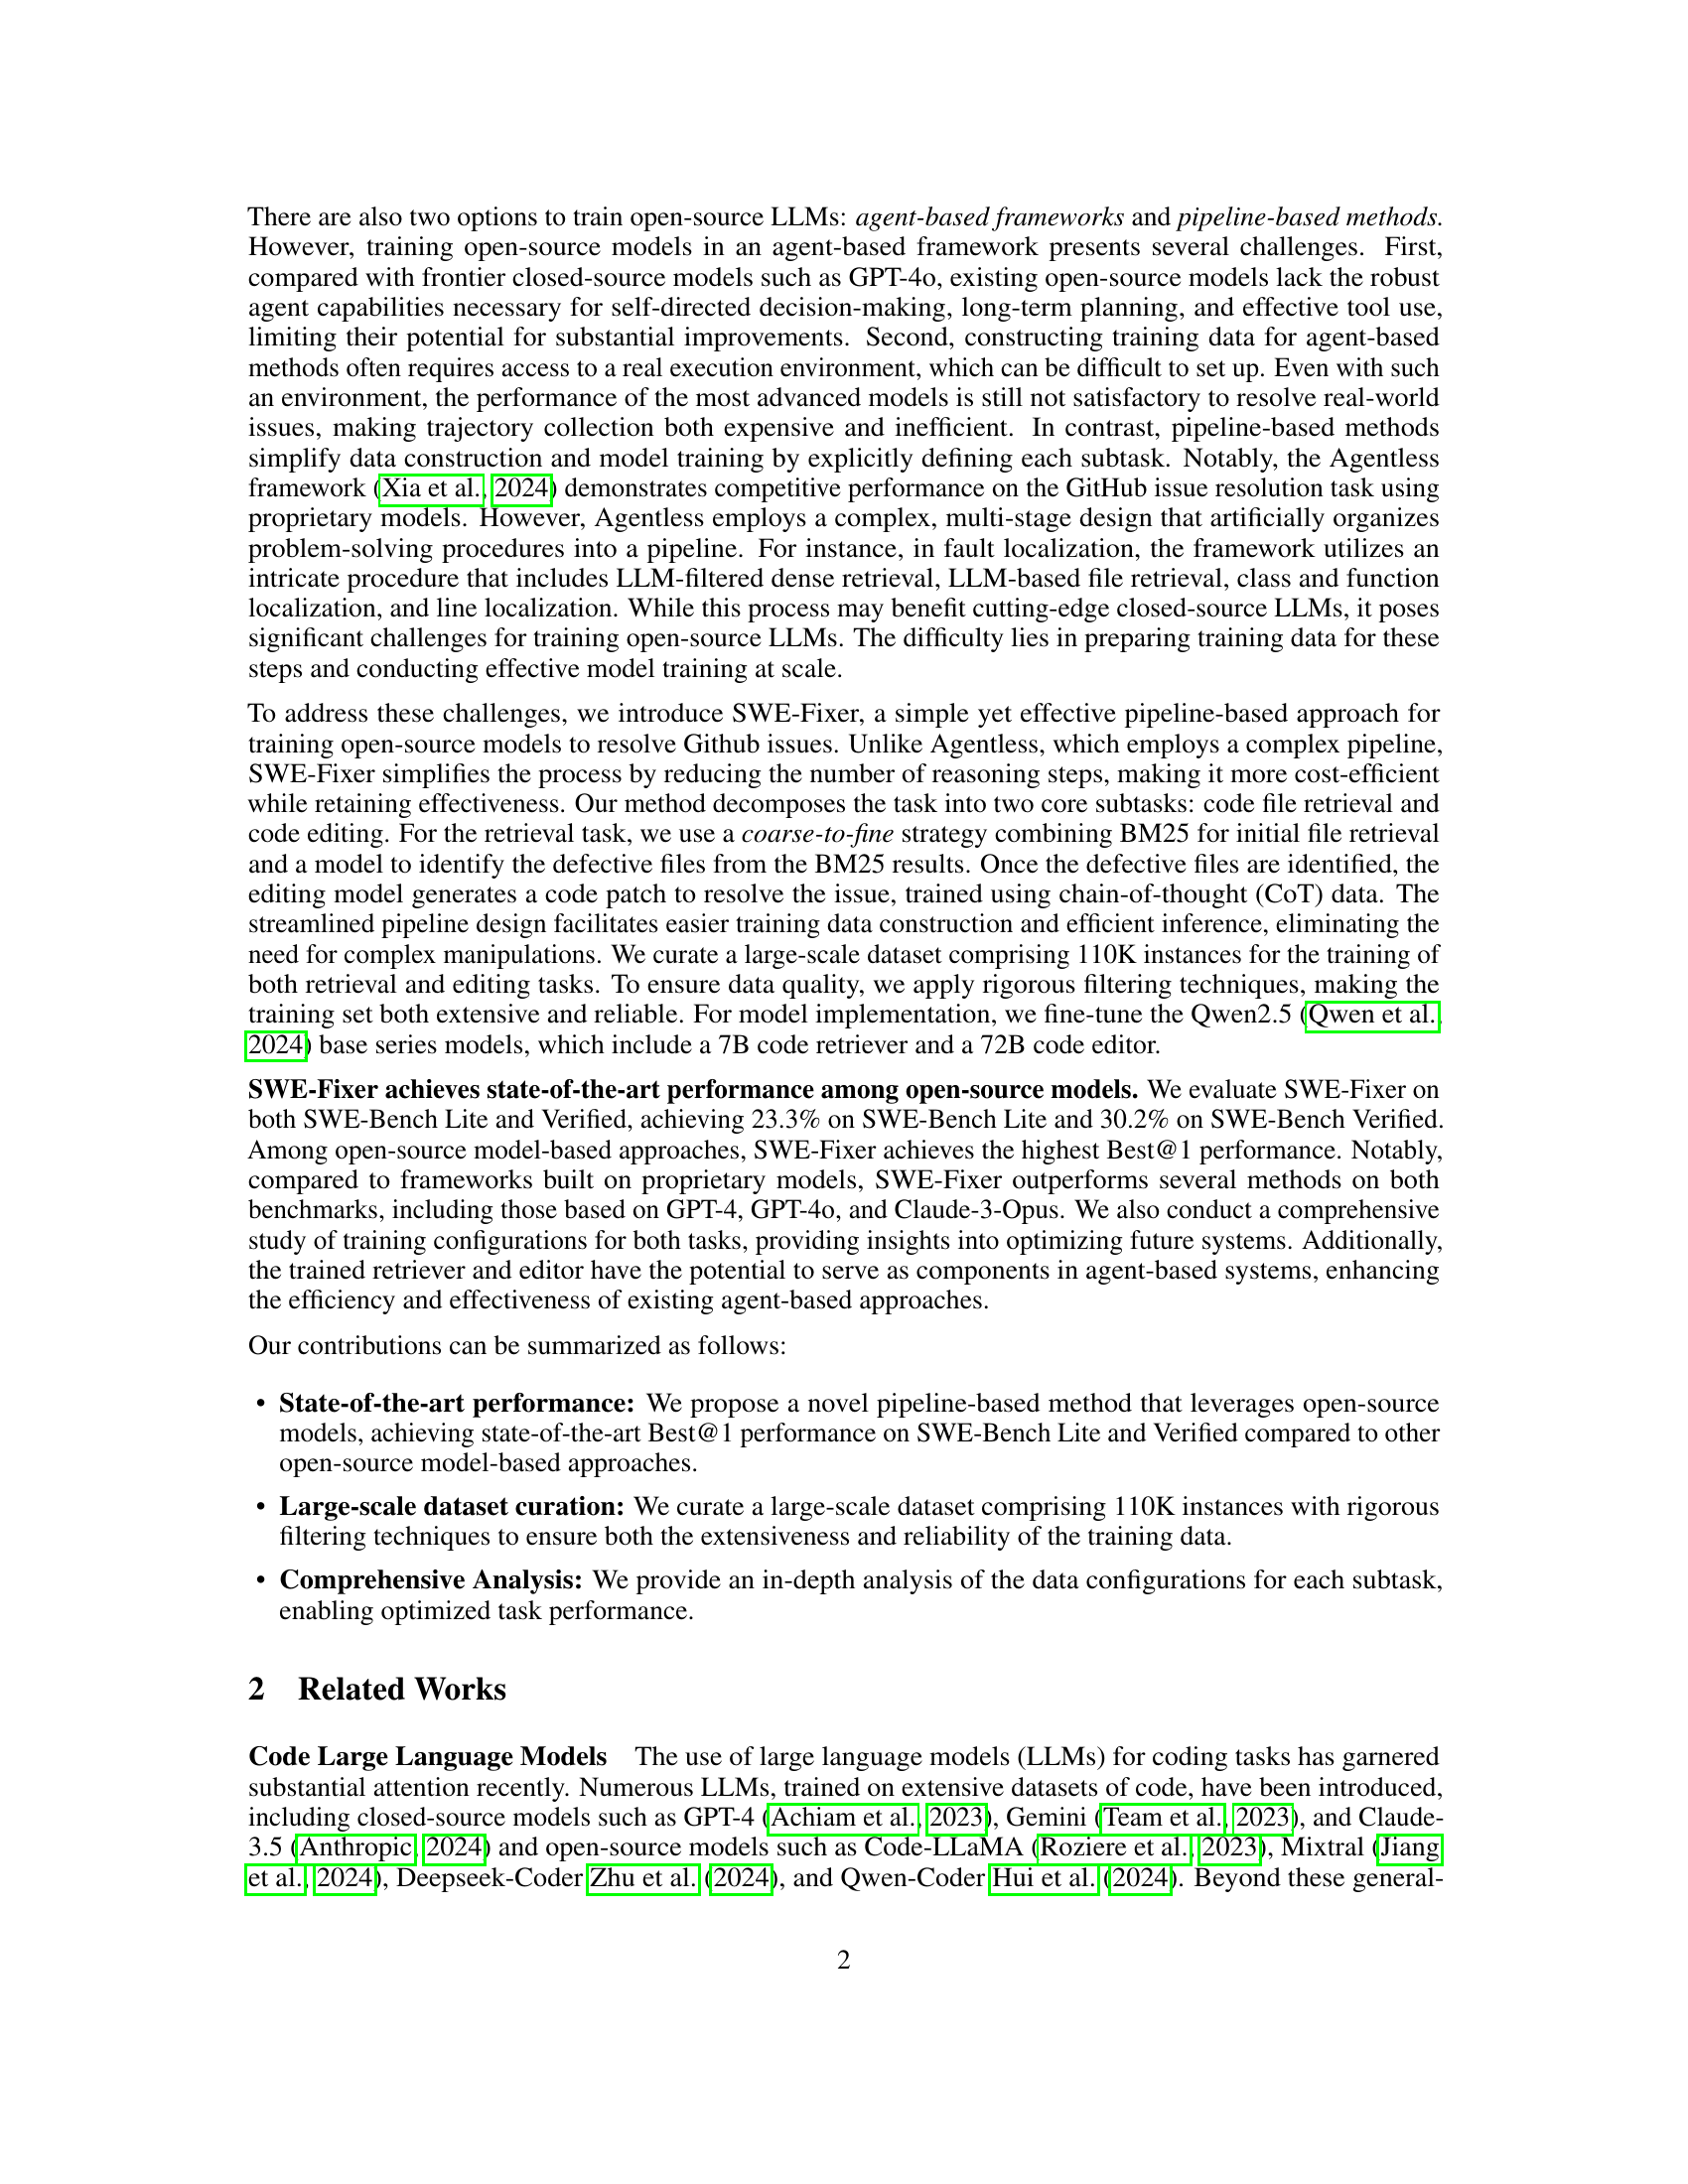 There are also two options to train open-source LLMs: agent-based frameworks and pipeline-based methods.
However, training open-source models in an agent-based framework presents several challenges. First,
compared with frontier closed-source models such as GPT-4o, existing open-source models lack the robust
agent capabilities necessary for self-directed decision-making, long-term planning, and effective tool use,
limiting their potential for substantial improvements. Second, constructing training data for agent-based
methods often requires access to a real execution environment, which can be difficult to set up. Even with such
an environment, the performance of the most advanced models is still not satisfactory to resolve real-world
issues, making trajectory collection both expensive and inefficient. In contrast, pipeline-based methods
simplify data construction and model training by explicitly defining each subtask. Notably, the Agentless
framework (Xia et al., 2024) demonstrates competitive performance on the GitHub issue resolution task using
proprietary models. However, Agentless employs a complex, multi-stage design that artificially organizes
problem-solving procedures into a pipeline. For instance, in fault localization, the framework utilizes an
intricate procedure that includes LLM-filtered dense retrieval, LLM-based file retrieval, class and function
localization, and line localization. While this process may benefit cutting-edge closed-source LLMs, it poses
significant challenges for training open-source LLMs. The difficulty lies in preparing training data for these
steps and conducting effective model training at scale.
To address these challenges, we introduce SWE-Fixer, a simple yet effective pipeline-based approach for
training open-source models to resolve Github issues. Unlike Agentless, which employs a complex pipeline,
SWE-Fixer simplifies the process by reducing the number of reasoning steps, making it more cost-efficient
while retaining effectiveness. Our method decomposes the task into two core subtasks: code file retrieval and
code editing. For the retrieval task, we use a coarse-to-fine strategy combining BM25 for initial file retrieval
and a model to identify the defective files from the BM25 results. Once the defective files are identified, the
editing model generates a code patch to resolve the issue, trained using chain-of-thought (CoT) data. The
streamlined pipeline design facilitates easier training data construction and efficient inference, eliminating the
need for complex manipulations. We curate a large-scale dataset comprising 110K instances for the training of
both retrieval and editing tasks. To ensure data quality, we apply rigorous filtering techniques, making the
training set both extensive and reliable. For model implementation, we fine-tune the Qwen2.5 (Qwen et al.,
2024) base series models, which include a 7B code retriever and a 72B code editor.
SWE-Fixer achieves state-of-the-art performance among open-source models. We evaluate SWE-Fixer on
both SWE-Bench Lite and Verified, achieving 23.3% on SWE-Bench Lite and 30.2% on SWE-Bench Verified.
Among open-source model-based approaches, SWE-Fixer achieves the highest Best@1 performance. Notably,
compared to frameworks built on proprietary models, SWE-Fixer outperforms several methods on both
benchmarks, including those based on GPT-4, GPT-4o, and Claude-3-Opus. We also conduct a comprehensive
study of training configurations for both tasks, providing insights into optimizing future systems. Additionally,
the trained retriever and editor have the potential to serve as components in agent-based systems, enhancing
the efficiency and effectiveness of existing agent-based approaches.
Our contributions can be summarized as follows:
• State-of-the-art performance: We propose a novel pipeline-based method that leverages open-source
models, achieving state-of-the-art Best@1 performance on SWE-Bench Lite and Verified compared to other
open-source model-based approaches.
• Large-scale dataset curation: We curate a large-scale dataset comprising 110K instances with rigorous
filtering techniques to ensure both the extensiveness and reliability of the training data.
• Comprehensive Analysis: We provide an in-depth analysis of the data configurations for each subtask,
enabling optimized task performance.
2 Related Works
Code Large Language Models The use of large language models (LLMs) for coding tasks has garnered
substantial attention recently. Numerous LLMs, trained on extensive datasets of code, have been introduced,
including closed-source models such as GPT-4 (Achiam et al., 2023), Gemini (Team et al., 2023), and Claude-
3.5 (Anthropic, 2024) and open-source models such as Code-LLaMA (Roziere et al., 2023), Mixtral (Jiang
et al., 2024), Deepseek-Coder Zhu et al. (2024), and Qwen-Coder Hui et al. (2024). Beyond these general-
2